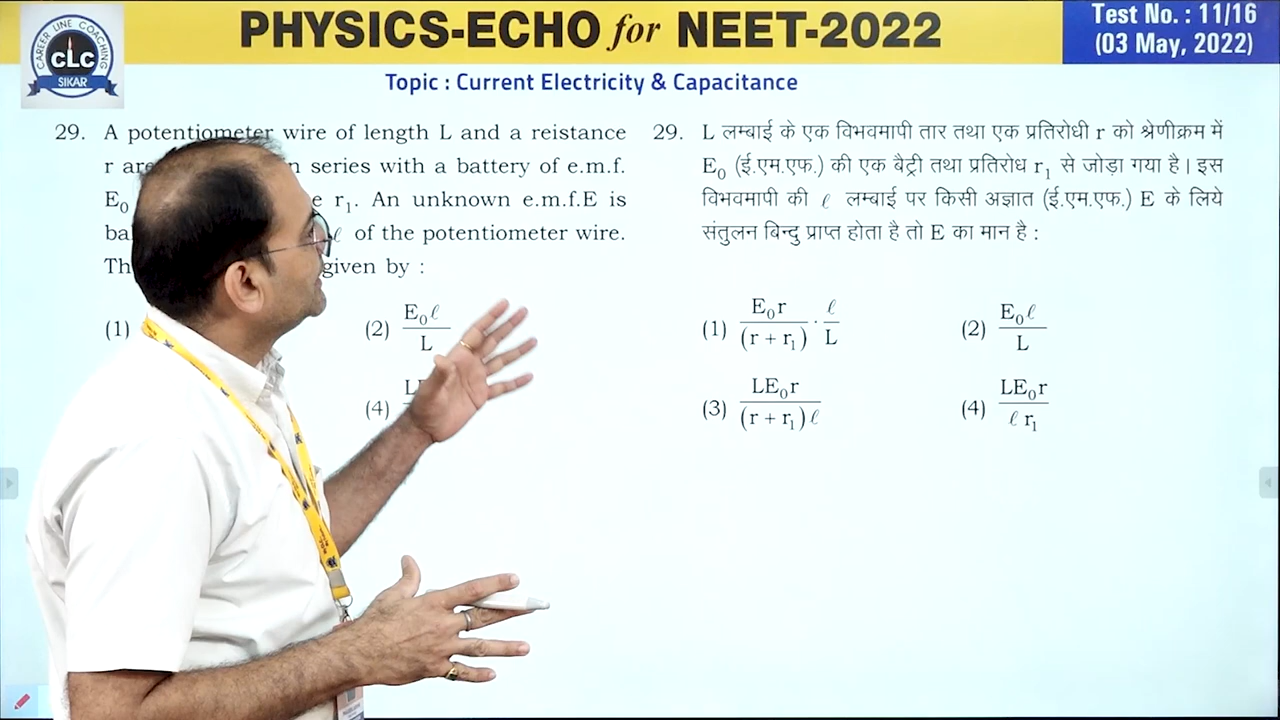 CAREER LINE COACHING
CLC
SIKAR
PHYSICS-ECHO for NEET-2022
Test No. : 11/16
(03 May, 2022)
Topic : Current Electricity & Capacitance
29. A potentiometer wire of length L and a reistance
r are in series with a battery of e.m.f.
E₀ r₁. An unknown e.m.f.E is
ℓ of the potentiometer wire.
given by :
(1)
(2) E₀ℓ / L
(4)
29. L लम्बाई के एक विभवमापी तार तथा एक प्रतिरोधी r को श्रेणीक्रम में
E₀ (ई.एम.एफ.) की एक बैट्री तथा प्रतिरोध r₁ से जोड़ा गया है। इस
विभवमापी की ℓ लम्बाई पर किसी अज्ञात (ई.एम.एफ.) E के लिये
संतुलन बिन्दु प्राप्त होता है तो E का मान है :
(1) E₀r / (r + r₁) · ℓ / L
(2) E₀ℓ / L
(3) LE₀r / (r + r₁)ℓ
(4) LE₀r / ℓ r₁